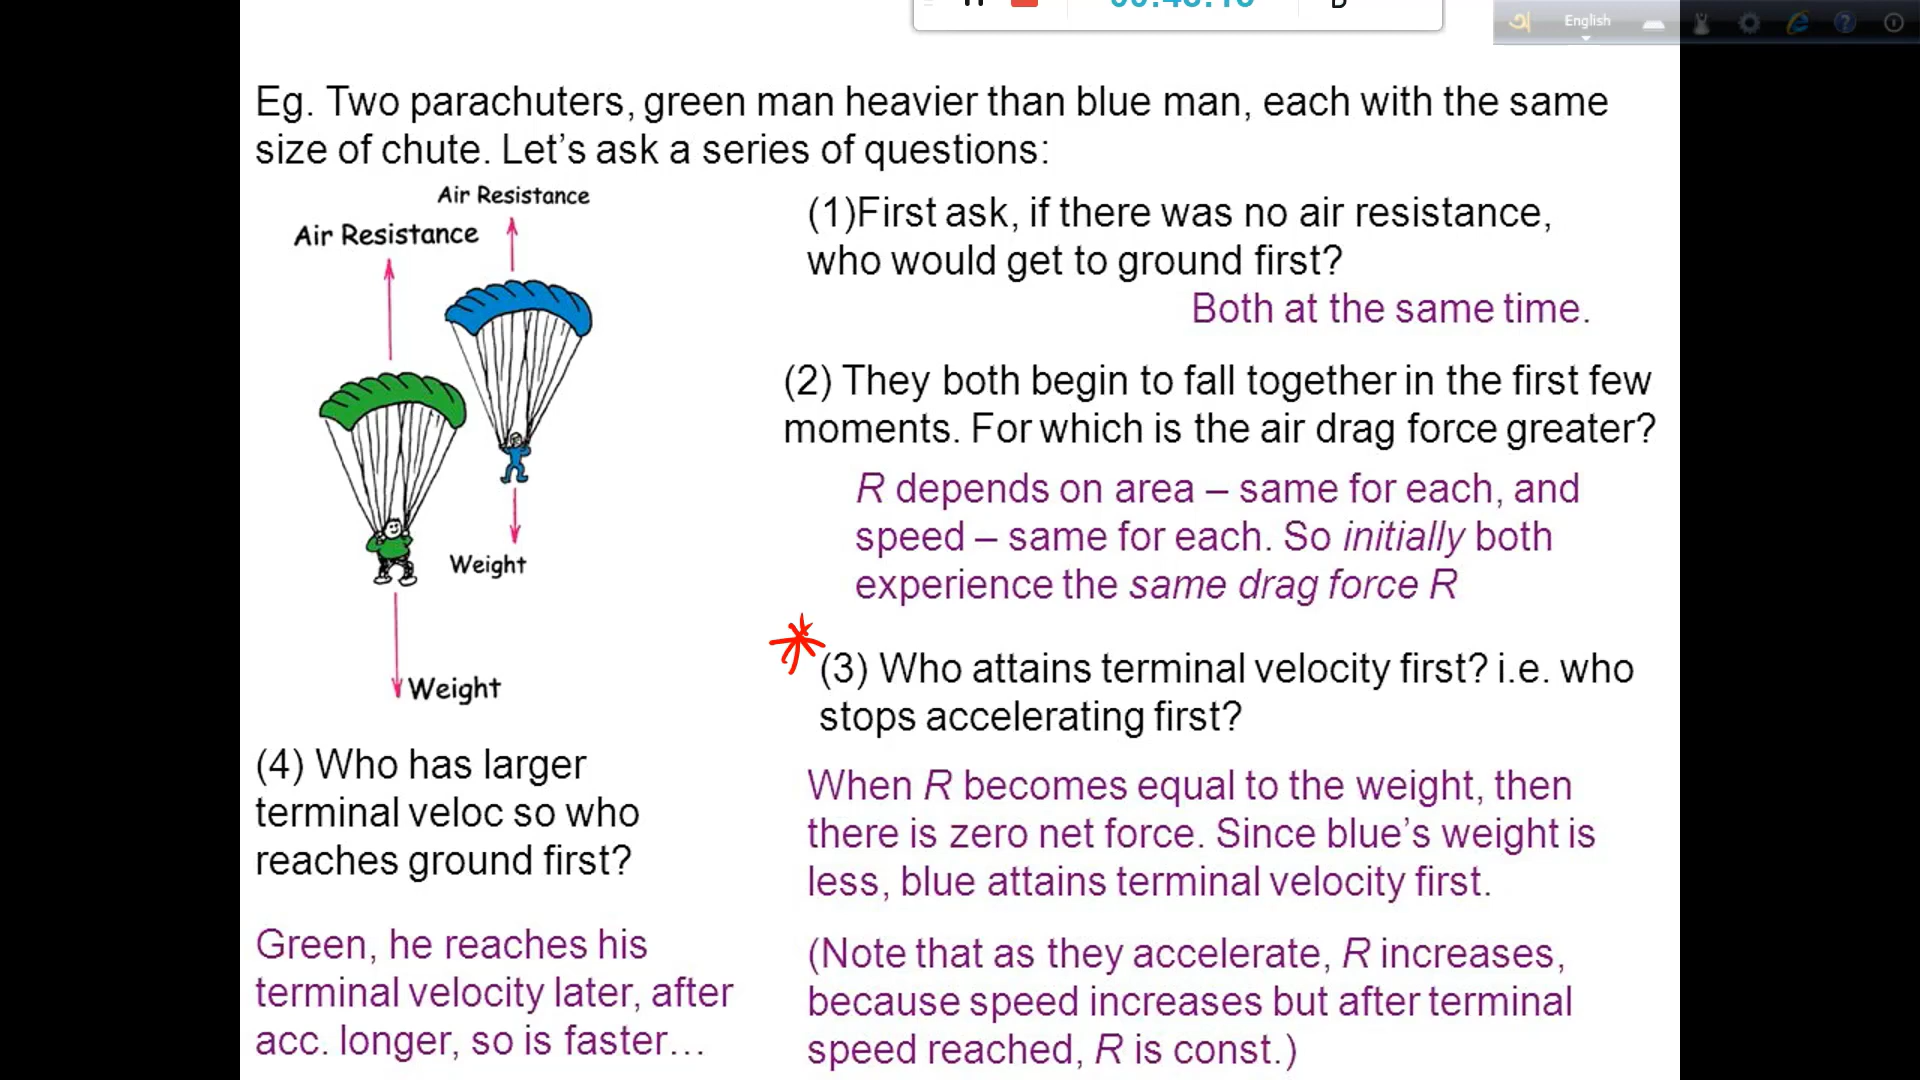 English
Eg. Two parachuters, green man heavier than blue man, each with the same
size of chute. Let’s ask a series of questions:
Air Resistance
Air Resistance
Weight
Weight
(1)First ask, if there was no air resistance,
who would get to ground first?
Both at the same time.
(2) They both begin to fall together in the first few
moments. For which is the air drag force greater?
R depends on area – same for each, and
speed – same for each. So initially both
experience the same drag force R
(3) Who attains terminal velocity first? i.e. who
stops accelerating first?
When R becomes equal to the weight, then
there is zero net force. Since blue’s weight is
less, blue attains terminal velocity first.
(Note that as they accelerate, R increases,
because speed increases but after terminal
speed reached, R is const.)
(4) Who has larger
terminal veloc so who
reaches ground first?
Green, he reaches his
terminal velocity later, after
acc. longer, so is faster…